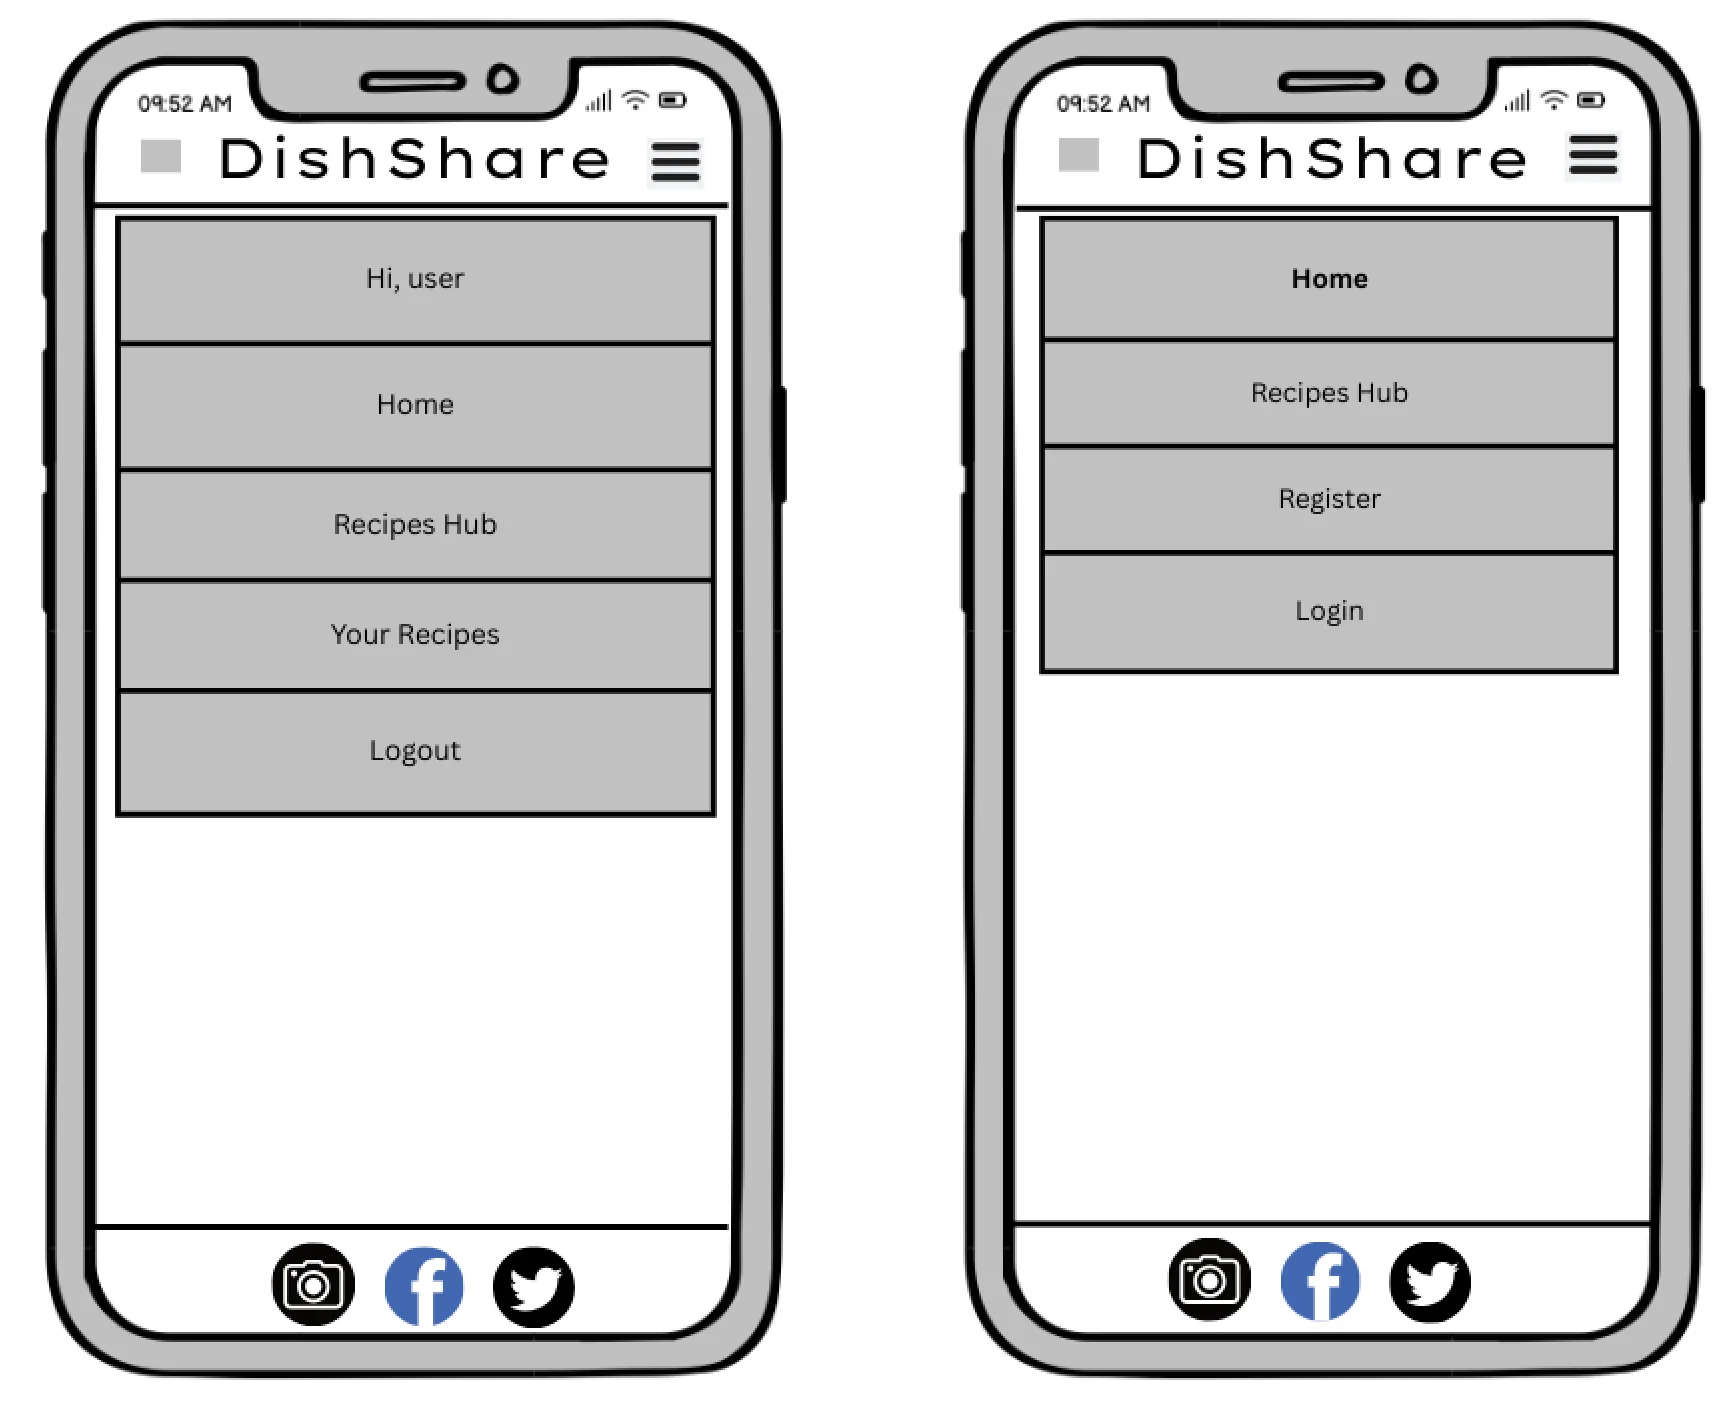 09:52 AM
DishShare
Hi, user
Home
Recipes Hub
Your Recipes
Logout
09:52 AM
DishShare
Home
Recipes Hub
Register
Login